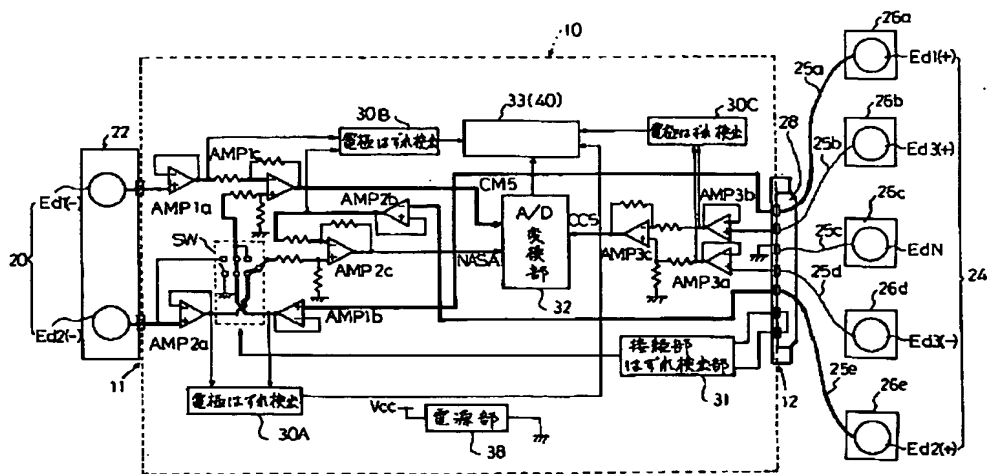 10
26a
Ed1(+)
25a
22
30B
33(40)
30C
26b
28
25b
Ed3(+)
電極はずれ検出
電極はずれ検出
AMP1c
Ed1(-)
AMP1a
CM5
AMP2b
AMP3b
26c
25c
EdN
24
20
SW
A/D
変換部
CC5
AMP3c
AMP3a
AMP2c
NASA
32
25d
26d
Ed3(-)
Ed2(-)
AMP2a
AMP1b
接続部
はずれ検出部
31
25e
11
12
電極はずれ検出
30A
Vcc
電源部
38
26e
Ed2(+)